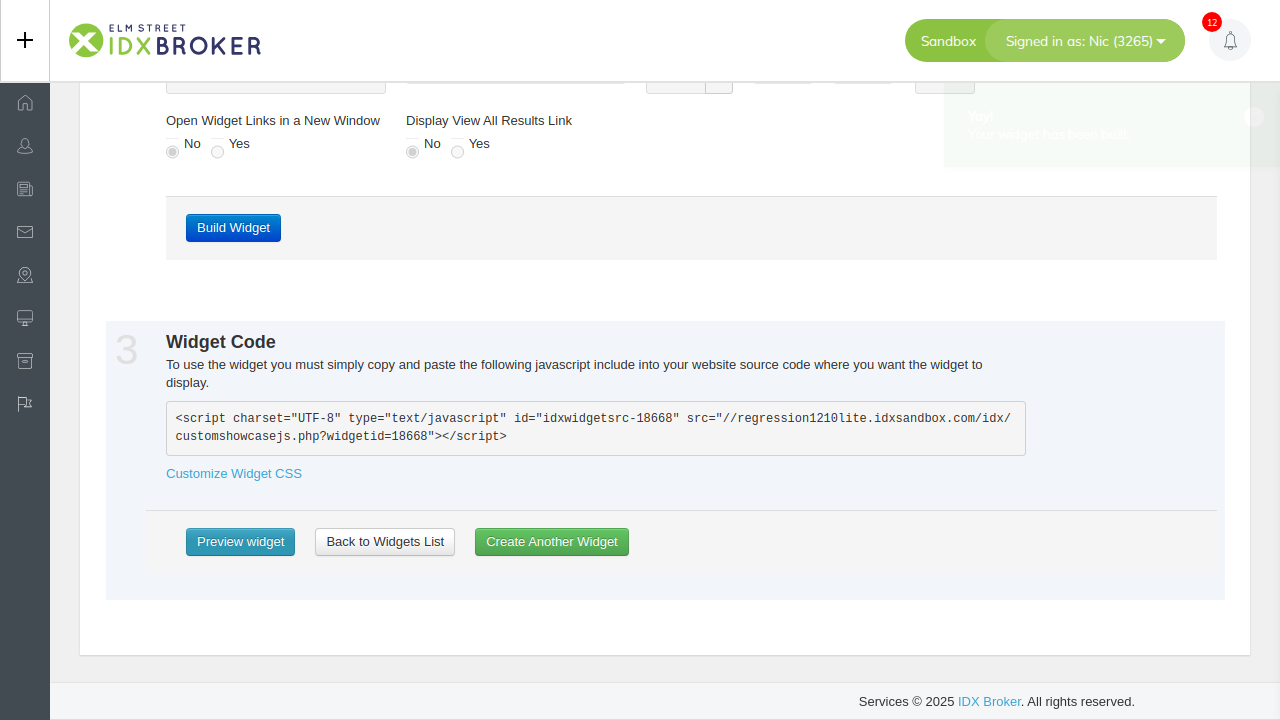 ELM STREET
IDXBROKER
Sandbox
Signed in as: Nic (3265)
12
Yay!
Your widget has been built.
Open Widget Links in a New Window
Display View All Results Link
No Yes
No Yes
Build Widget
3
Widget Code
To use the widget you must simply copy and paste the following javascript include into your website source code where you want the widget to
display.
<script charset="UTF-8" type="text/javascript" id="idxwidgetsrc-18668" src="//regression1210lite.idxsandbox.com/idx/
customshowcasejs.php?widgetid=18668"></script>
Customize Widget CSS
Preview widget
Back to Widgets List
Create Another Widget
Services © 2025 IDX Broker. All rights reserved.